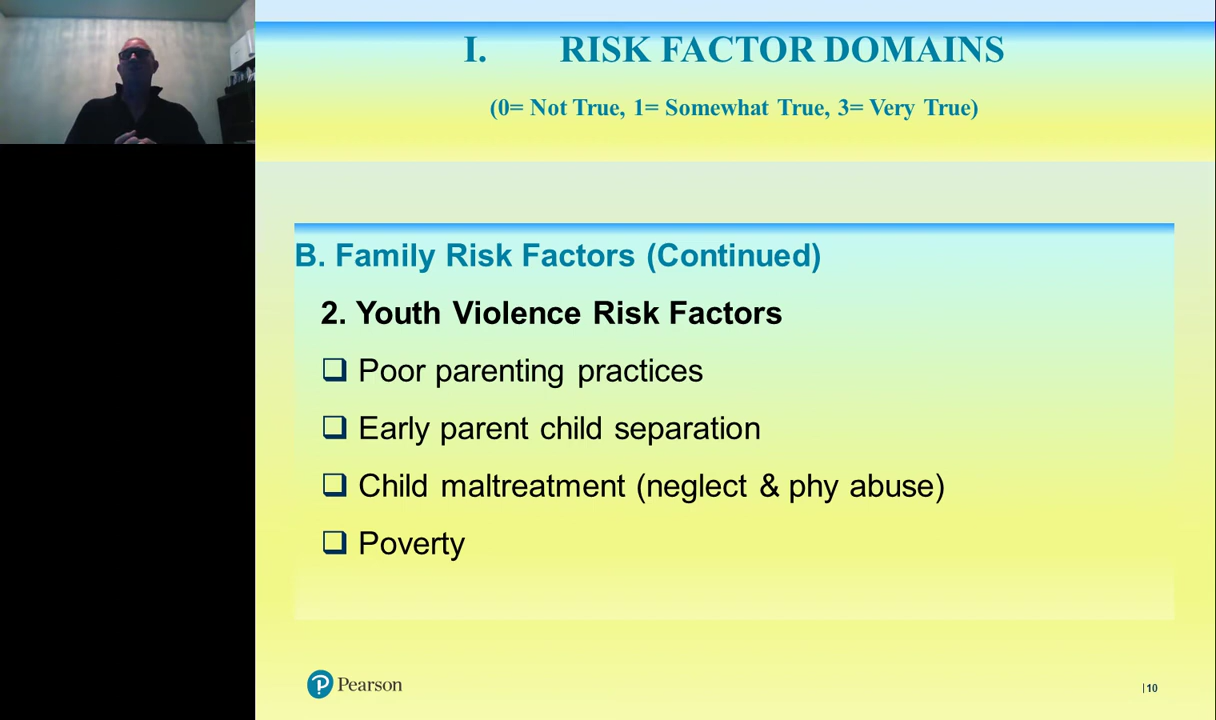 I. RISK FACTOR DOMAINS
(0= Not True, 1= Somewhat True, 3= Very True)
B. Family Risk Factors (Continued)
2. Youth Violence Risk Factors
❑ Poor parenting practices
❑ Early parent child separation
❑ Child maltreatment (neglect & phy abuse)
❑ Poverty
P Pearson
| 10